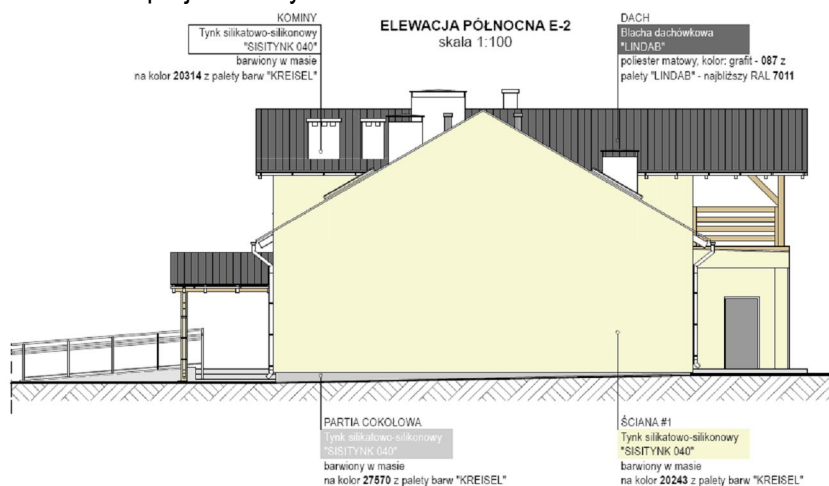 KOMINY
Tynk silikatowo-silikonowy
"SISITYNK 040"
barwiony w masie
na kolor 20314 z palety barw "KREISEL"
ELEWACJA PÓŁNOCNA E-2
skala 1:100
DACH
Blacha dachówkowa
"LINDAB"
poliester matowy, kolor: grafit - 087 z
palety "LINDAB" - najbliższy RAL 7011
PARTIA COKOŁOWA
Tynk silikatowo-silikonowy
"SISITYNK 040"
barwiony w masie
na kolor 27570 z palety barw "KREISEL"
ŚCIANA #1
Tynk silikatowo-silikonowy
"SISITYNK 040"
barwiony w masie
na kolor 20243 z palety barw "KREISEL"